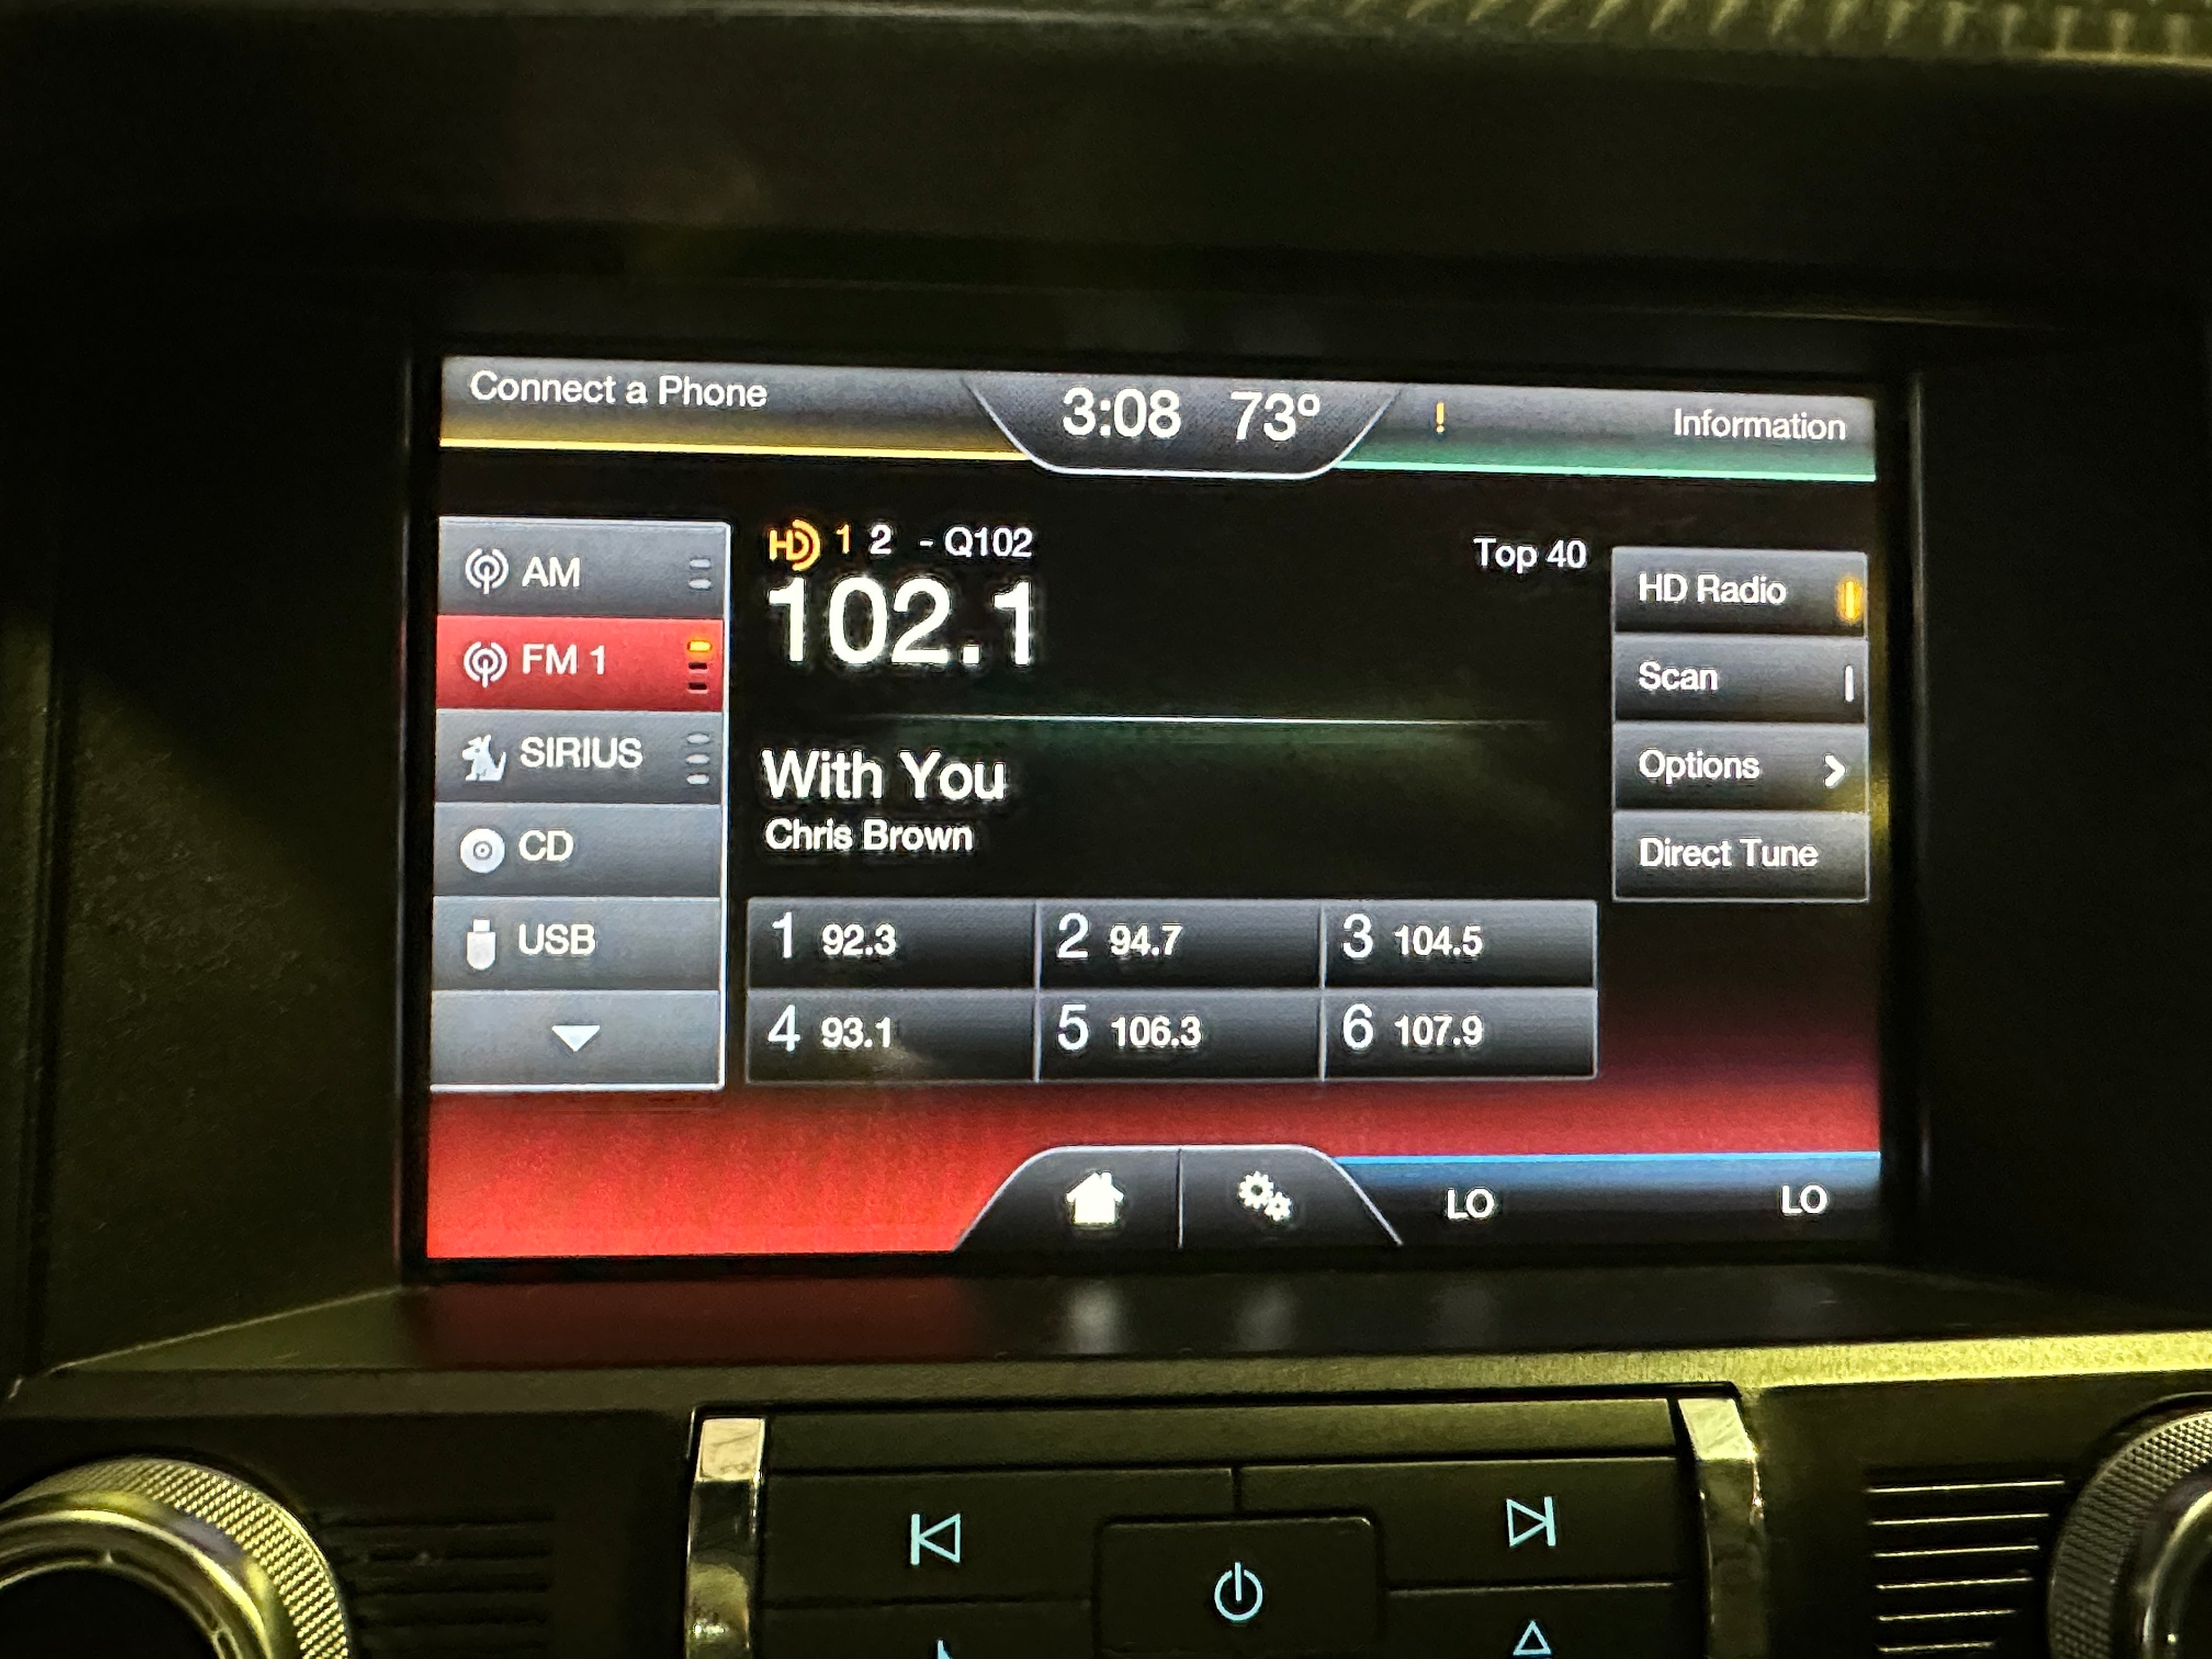 Connect a Phone
3:08 73°
!
Information
AM
FM 1
SIRIUS
CD
USB
HD 1 2 - Q102
102.1
Top 40
With You
Chris Brown
1 92.3
2 94.7
3 104.5
4 93.1
5 106.3
6 107.9
HD Radio
Scan
Options
Direct Tune
LO
LO